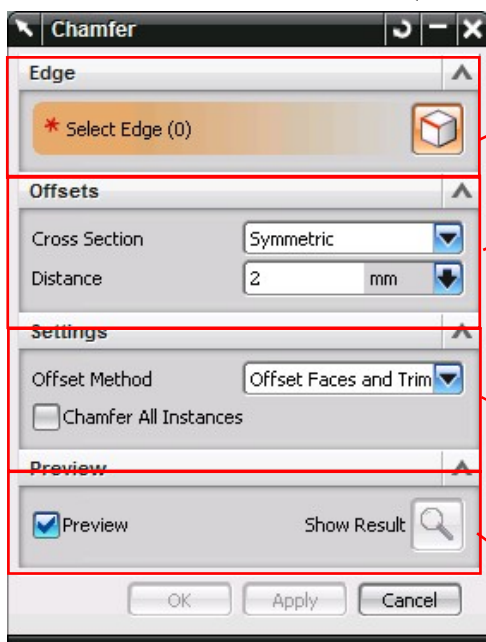 Chamfer
Edge
* Select Edge (0)
Offsets
Cross Section Symmetric
Distance 2 mm
Settings
Offset Method Offset Faces and Trim
Chamfer All Instances
Preview
Preview Show Result
OK Apply Cancel